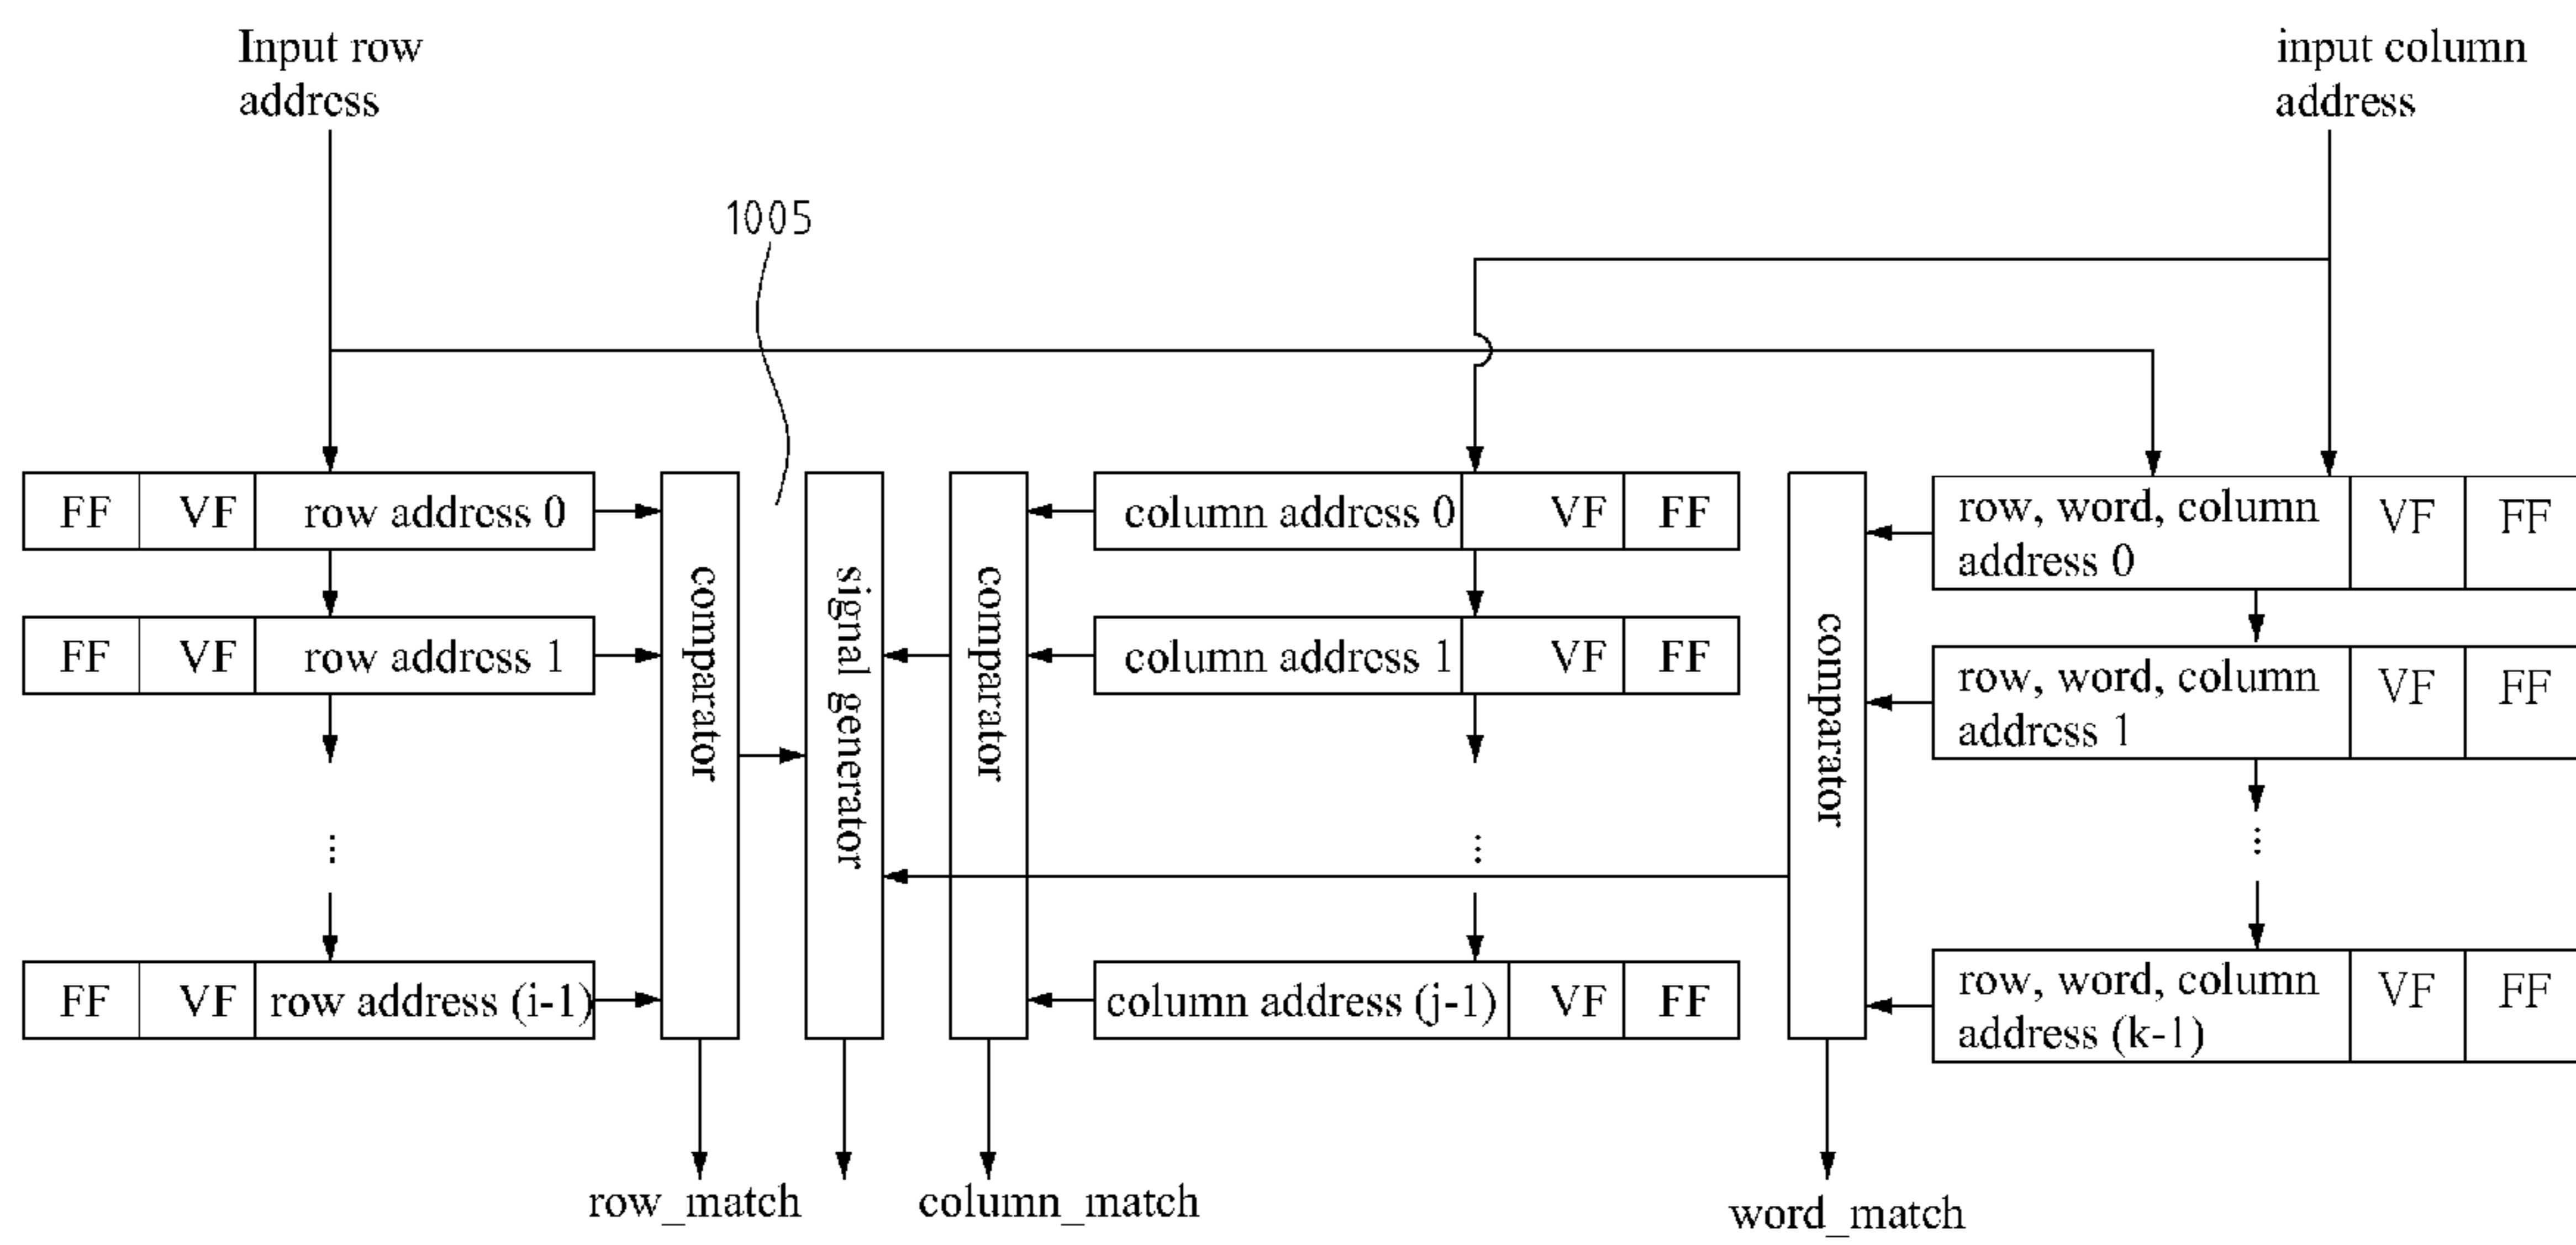 Input row
address
input column
address
1005
FF VF row address 0
FF VF row address 1
⋮
FF VF row address (i-1)
comparator
signal generator
comparator
column address 0 VF FF
column address 1 VF FF
⋮
column address (j-1) VF FF
comparator
row, word, column
address 0
VF FF
row, word, column
address 1
VF FF
⋮
row, word, column
address (k-1)
VF FF
row_match
column_match
word_match